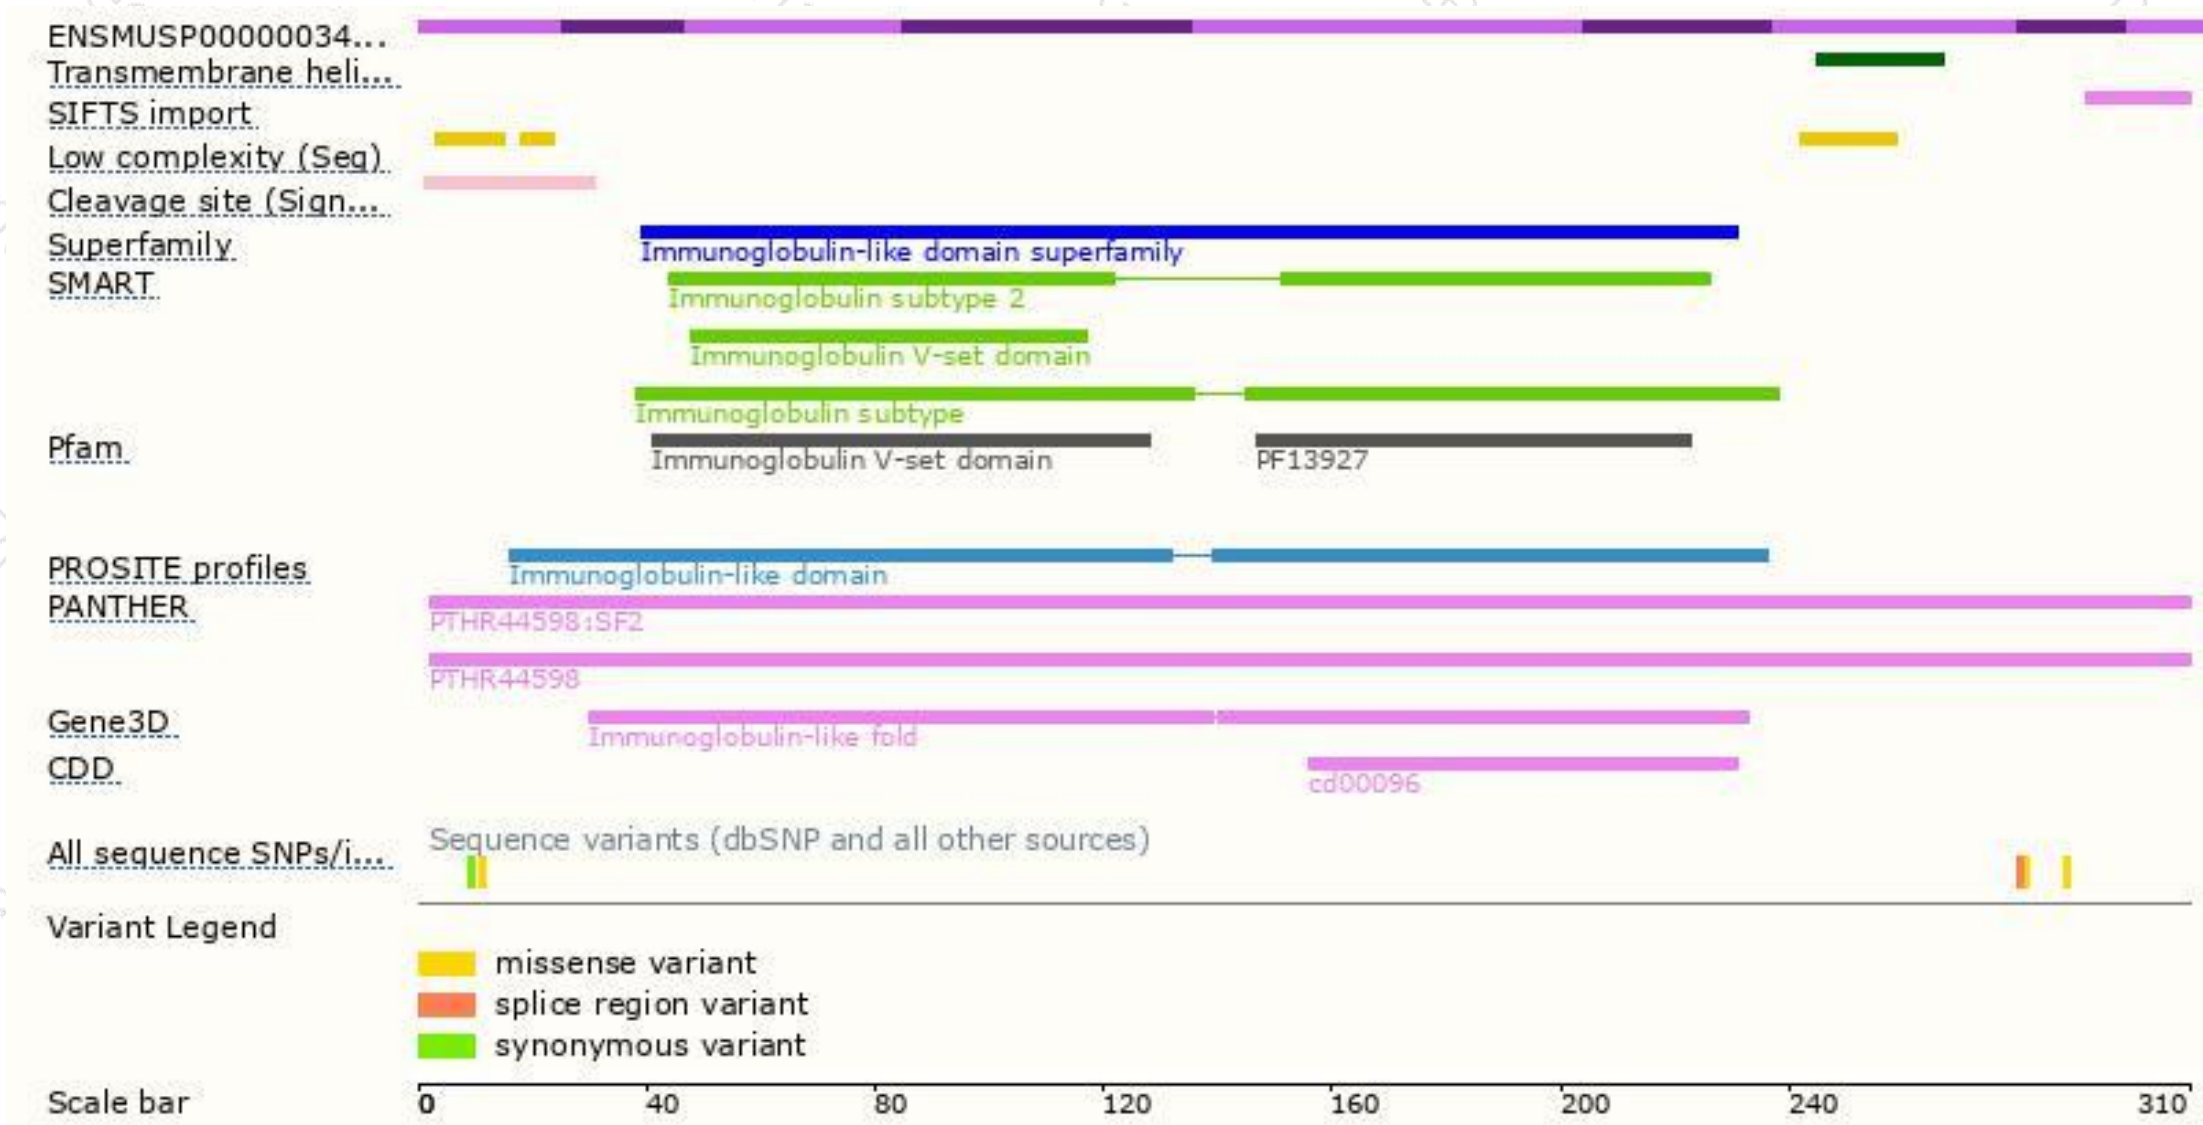 ENSMUSP00000034...
Transmembrane heli...
SIFTS import
Low complexity (Seg)
Cleavage site (Sign...
Superfamily
Immunoglobulin-like domain superfamily
SMART
Immunoglobulin subtype 2
Immunoglobulin V-set domain
Immunoglobulin subtype
Pfam
Immunoglobulin V-set domain PF13927
PROSITE profiles
Immunoglobulin-like domain
PANTHER
PTHR44598:SF2
PTHR44598
Gene3D
Immunoglobulin-like fold
CDD
cd00096
Sequence variants (dbSNP and all other sources)
All sequence SNPs/i...
Variant Legend
missense variant
splice region variant
synonymous variant
Scale bar 0 40 80 120 160 200 240 310